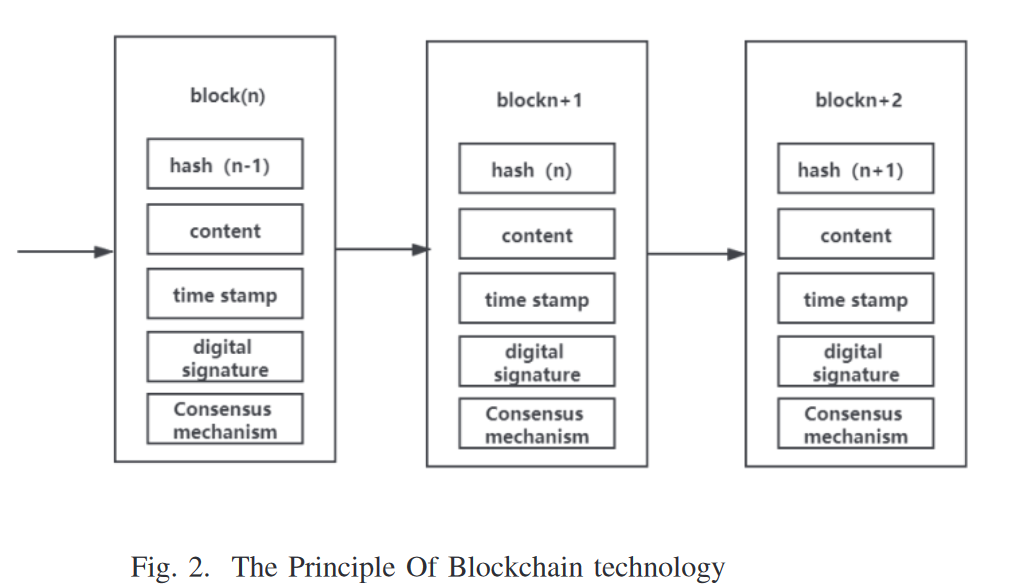 block(n)
hash (n-1)
content
time stamp
digital
signature
Consensus
mechanism
blockn+1
hash (n)
content
time stamp
digital
signature
Consensus
mechanism
blockn+2
hash (n+1)
content
time stamp
digital
signature
Consensus
mechanism
Fig. 2. The Principle Of Blockchain technology